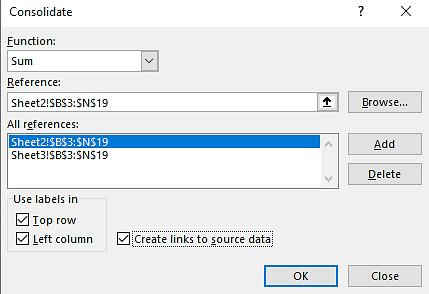 Consolidate
?
Function:
Sum
Reference:
Sheet2!$B$3:$N$19
Browse...
All references:
Sheet2!$B$3:$N$19
Sheet3!$B$3:$N$19
Add
Delete
Use labels in
Top row
Left column
Create links to source data
OK
Close